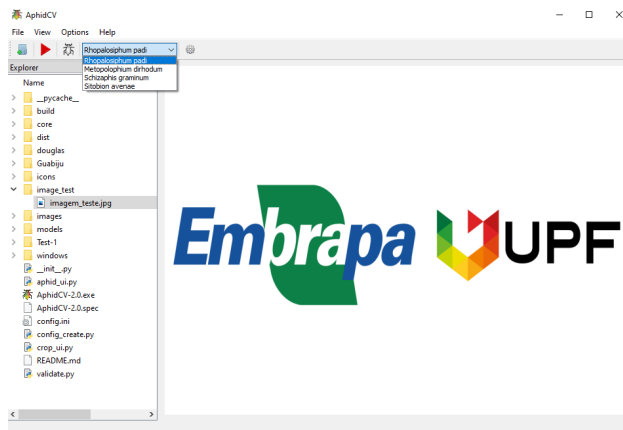 AphidCV
File View Options Help
Rhopalosiphum padi
Rhopalosiphum padi
Metopolophium dirhodum
Schizaphis graminum
Sitobion avenae
Explorer
Name
__pycache__
build
core
dist
douglas
Guabiju
icons
image_test
imagem_teste.jpg
images
models
Test-1
windows
__init__.py
aphid_ui.py
AphidCV-2.0.exe
AphidCV-2.0.spec
config.ini
config_create.py
crop_ui.py
README.md
validate.py
Embrapa UPF